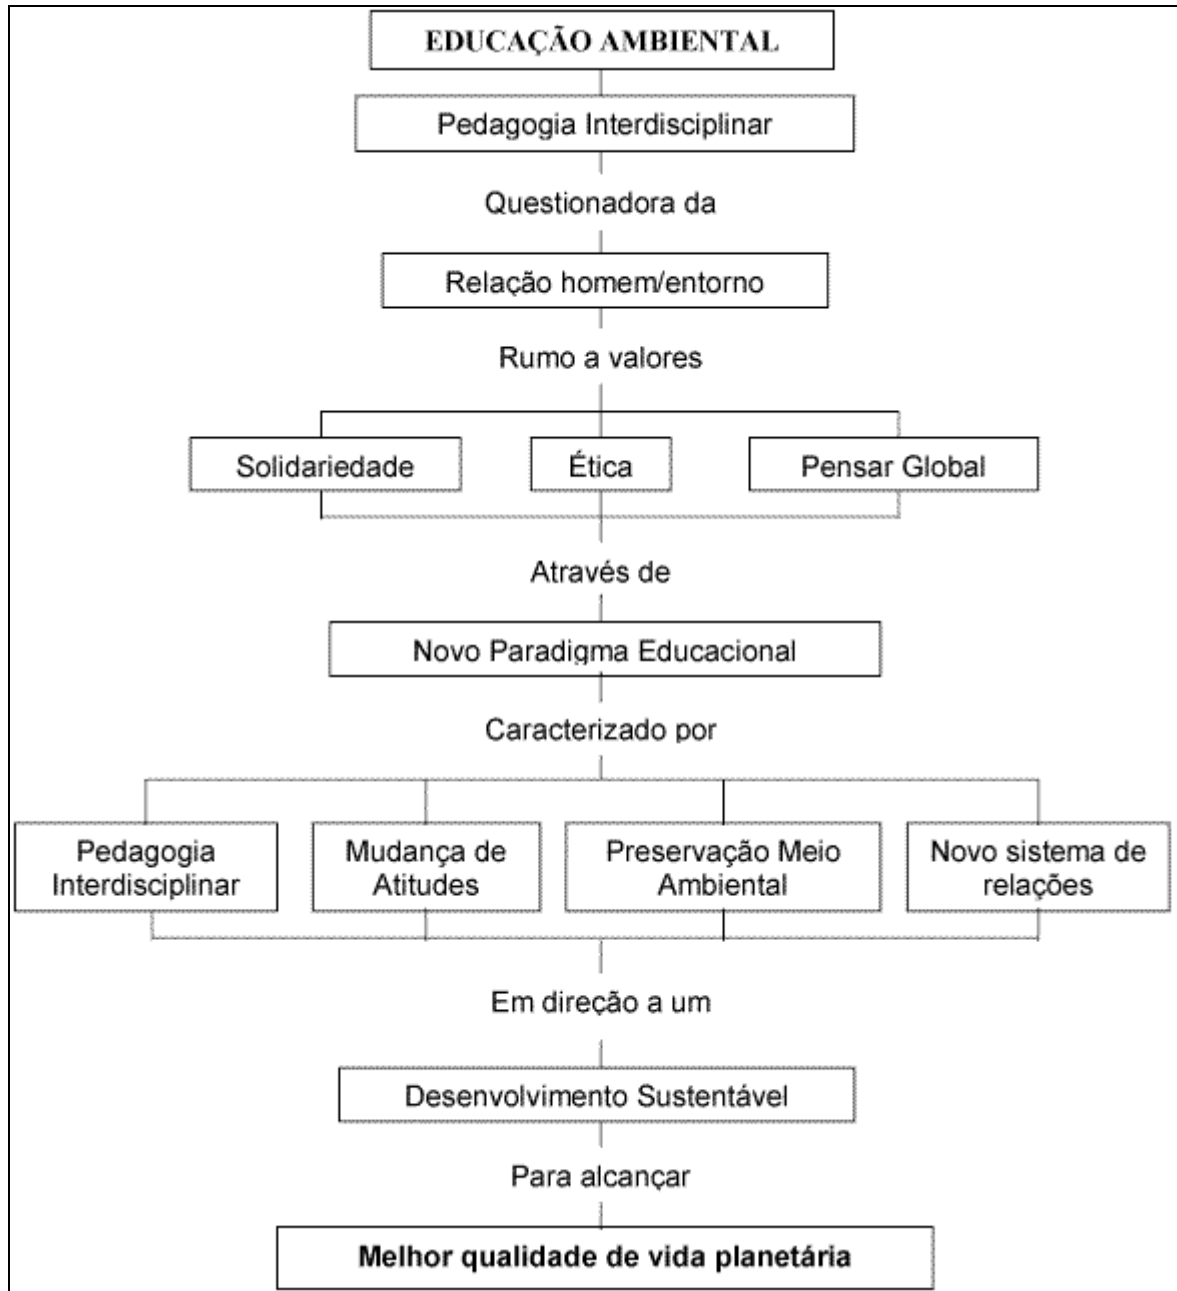 EDUCAÇÃO AMBIENTAL
Pedagogia Interdisciplinar
Questionadora da
Relação homem/entorno
Rumo a valores
Solidariedade
Ética
Pensar Global
Através de
Novo Paradigma Educacional
Caracterizado por
Pedagogia
Interdisciplinar
Mudança de
Atitudes
Preservação Meio
Ambiental
Novo sistema de
relações
Em direção a um
Desenvolvimento Sustentável
Para alcançar
Melhor qualidade de vida planetária